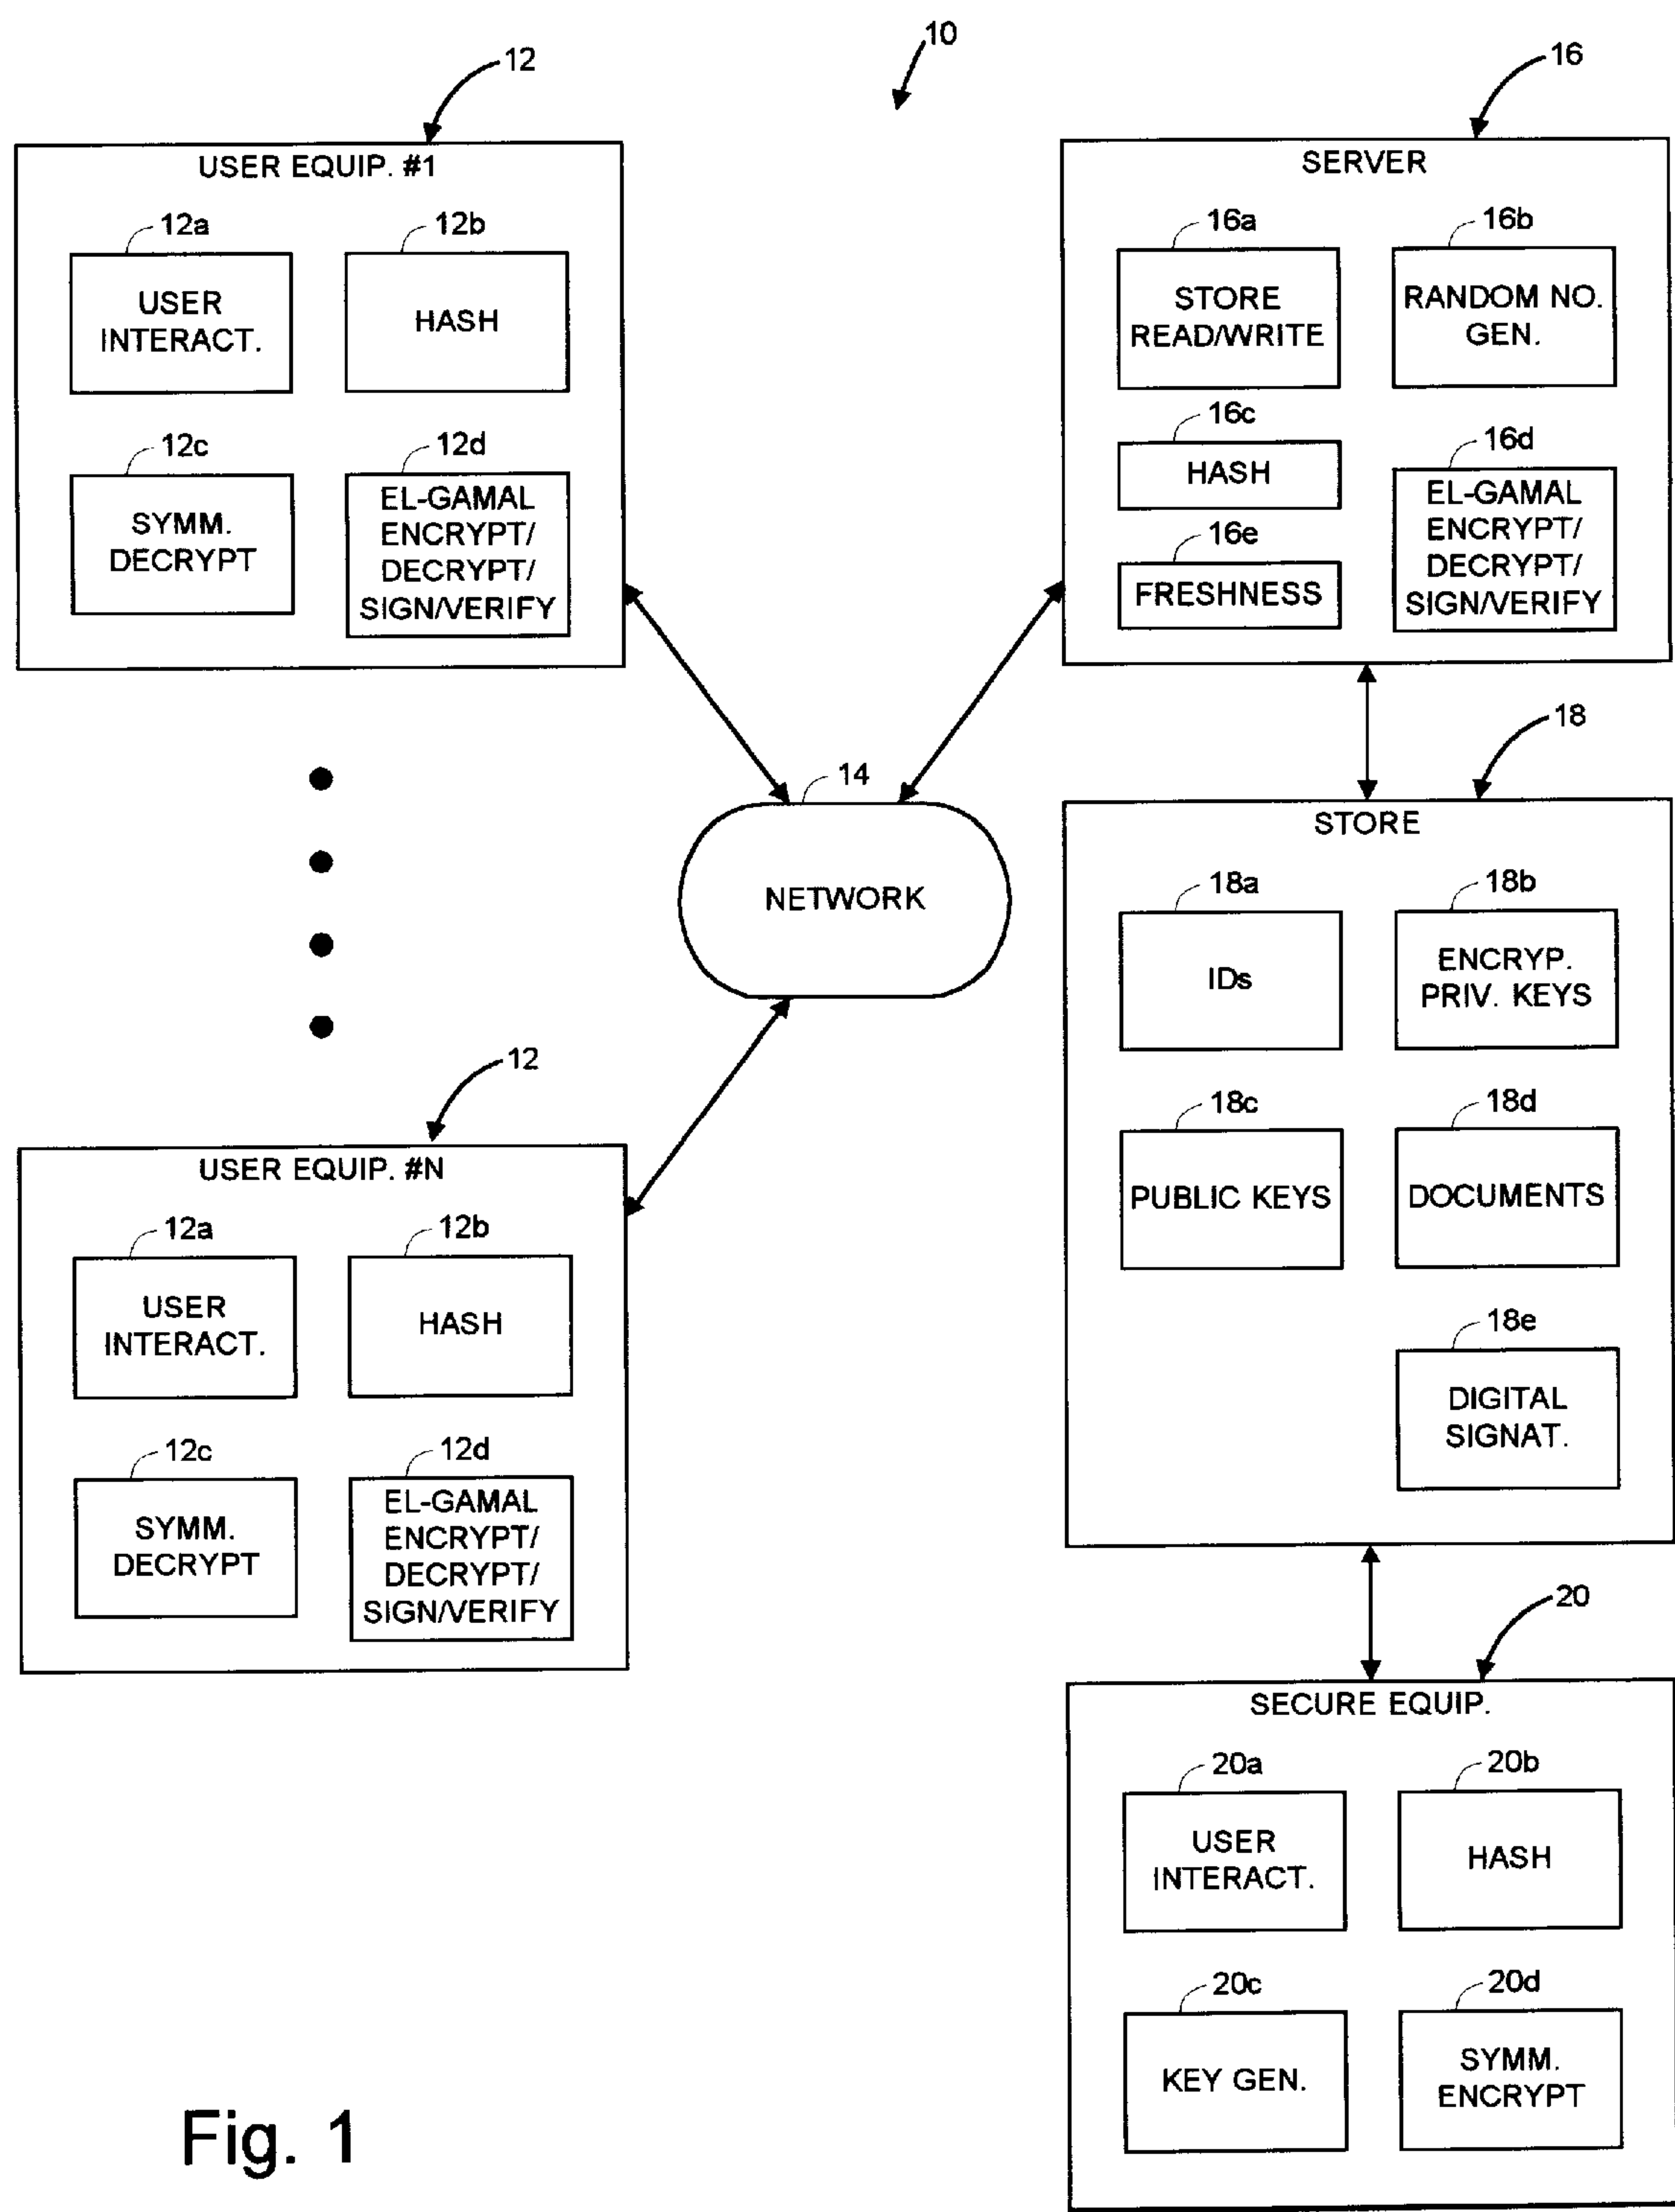 10
12
USER EQUIP. #1
12a
USER
INTERACT.
12b
HASH
12c
SYMM.
DECRYPT
12d
EL-GAMAL
ENCRYPT/
DECRYPT/
SIGN/VERIFY
16
SERVER
16a
STORE
READ/WRITE
16b
RANDOM NO.
GEN.
16c
HASH
16d
EL-GAMAL
ENCRYPT/
DECRYPT/
SIGN/VERIFY
16e
FRESHNESS
14
NETWORK
18
STORE
18a
IDs
18b
ENCRYP.
PRIV. KEYS
18c
PUBLIC KEYS
18d
DOCUMENTS
18e
DIGITAL
SIGNAT.
12
USER EQUIP. #N
12a
USER
INTERACT.
12b
HASH
12c
SYMM.
DECRYPT
12d
EL-GAMAL
ENCRYPT/
DECRYPT/
SIGN/VERIFY
20
SECURE EQUIP.
20a
USER
INTERACT.
20b
HASH
20c
KEY GEN.
20d
SYMM.
ENCRYPT
Fig. 1